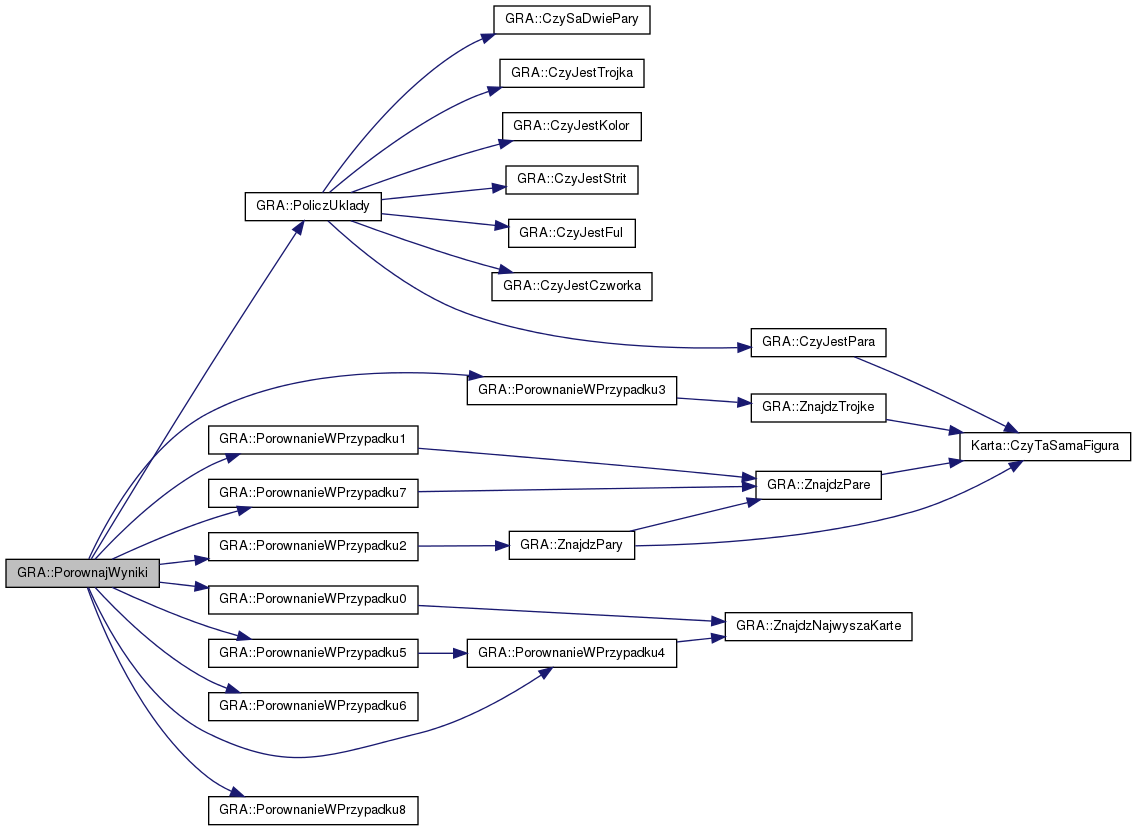 GRA::CzySaDwiePary
GRA::CzyJestTrojka
GRA::CzyJestKolor
GRA::CzyJestStrit
GRA::PoliczUklady
GRA::CzyJestFul
GRA::CzyJestCzworka
GRA::CzyJestPara
GRA::PorownanieWPrzypadku3
GRA::ZnajdzTrojke
GRA::PorownanieWPrzypadku1
Karta::CzyTaSamaFigura
GRA::ZnajdzPare
GRA::PorownanieWPrzypadku7
GRA::PorownanieWPrzypadku2
GRA::ZnajdzPary
GRA::PorownajWyniki
GRA::PorownanieWPrzypadku0
GRA::ZnajdzNajwyszaKarte
GRA::PorownanieWPrzypadku5
GRA::PorownanieWPrzypadku4
GRA::PorownanieWPrzypadku6
GRA::PorownanieWPrzypadku8